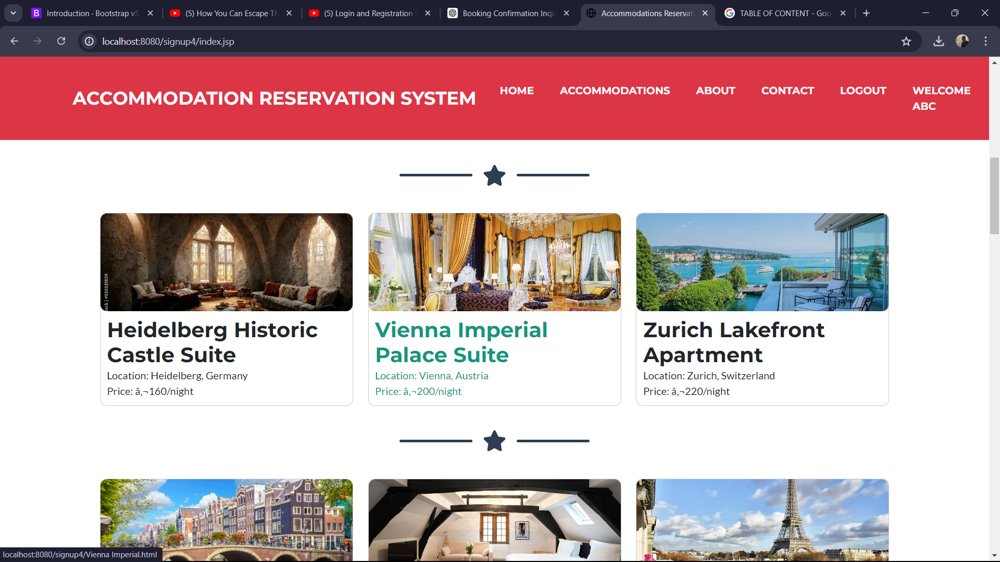 Introduction · Bootstrap v5
(5) How You Can Escape Th
(5) Login and Registration
Booking Confirmation Inqu
Accommodations Reservati
TABLE OF CONTENT - Goo
localhost:8080/signup4/index.jsp
ACCOMMODATION RESERVATION SYSTEM
HOME
ACCOMMODATIONS
ABOUT
CONTACT
LOGOUT
WELCOME
ABC
ock | #530531859
Heidelberg Historic
Castle Suite
Location: Heidelberg, Germany
Price: â‚¬160/night
Vienna Imperial
Palace Suite
Location: Vienna, Austria
Price: â‚¬200/night
Zurich Lakefront
Apartment
Location: Zurich, Switzerland
Price: â‚¬220/night
localhost:8080/signup4/Vienna Imperial.html